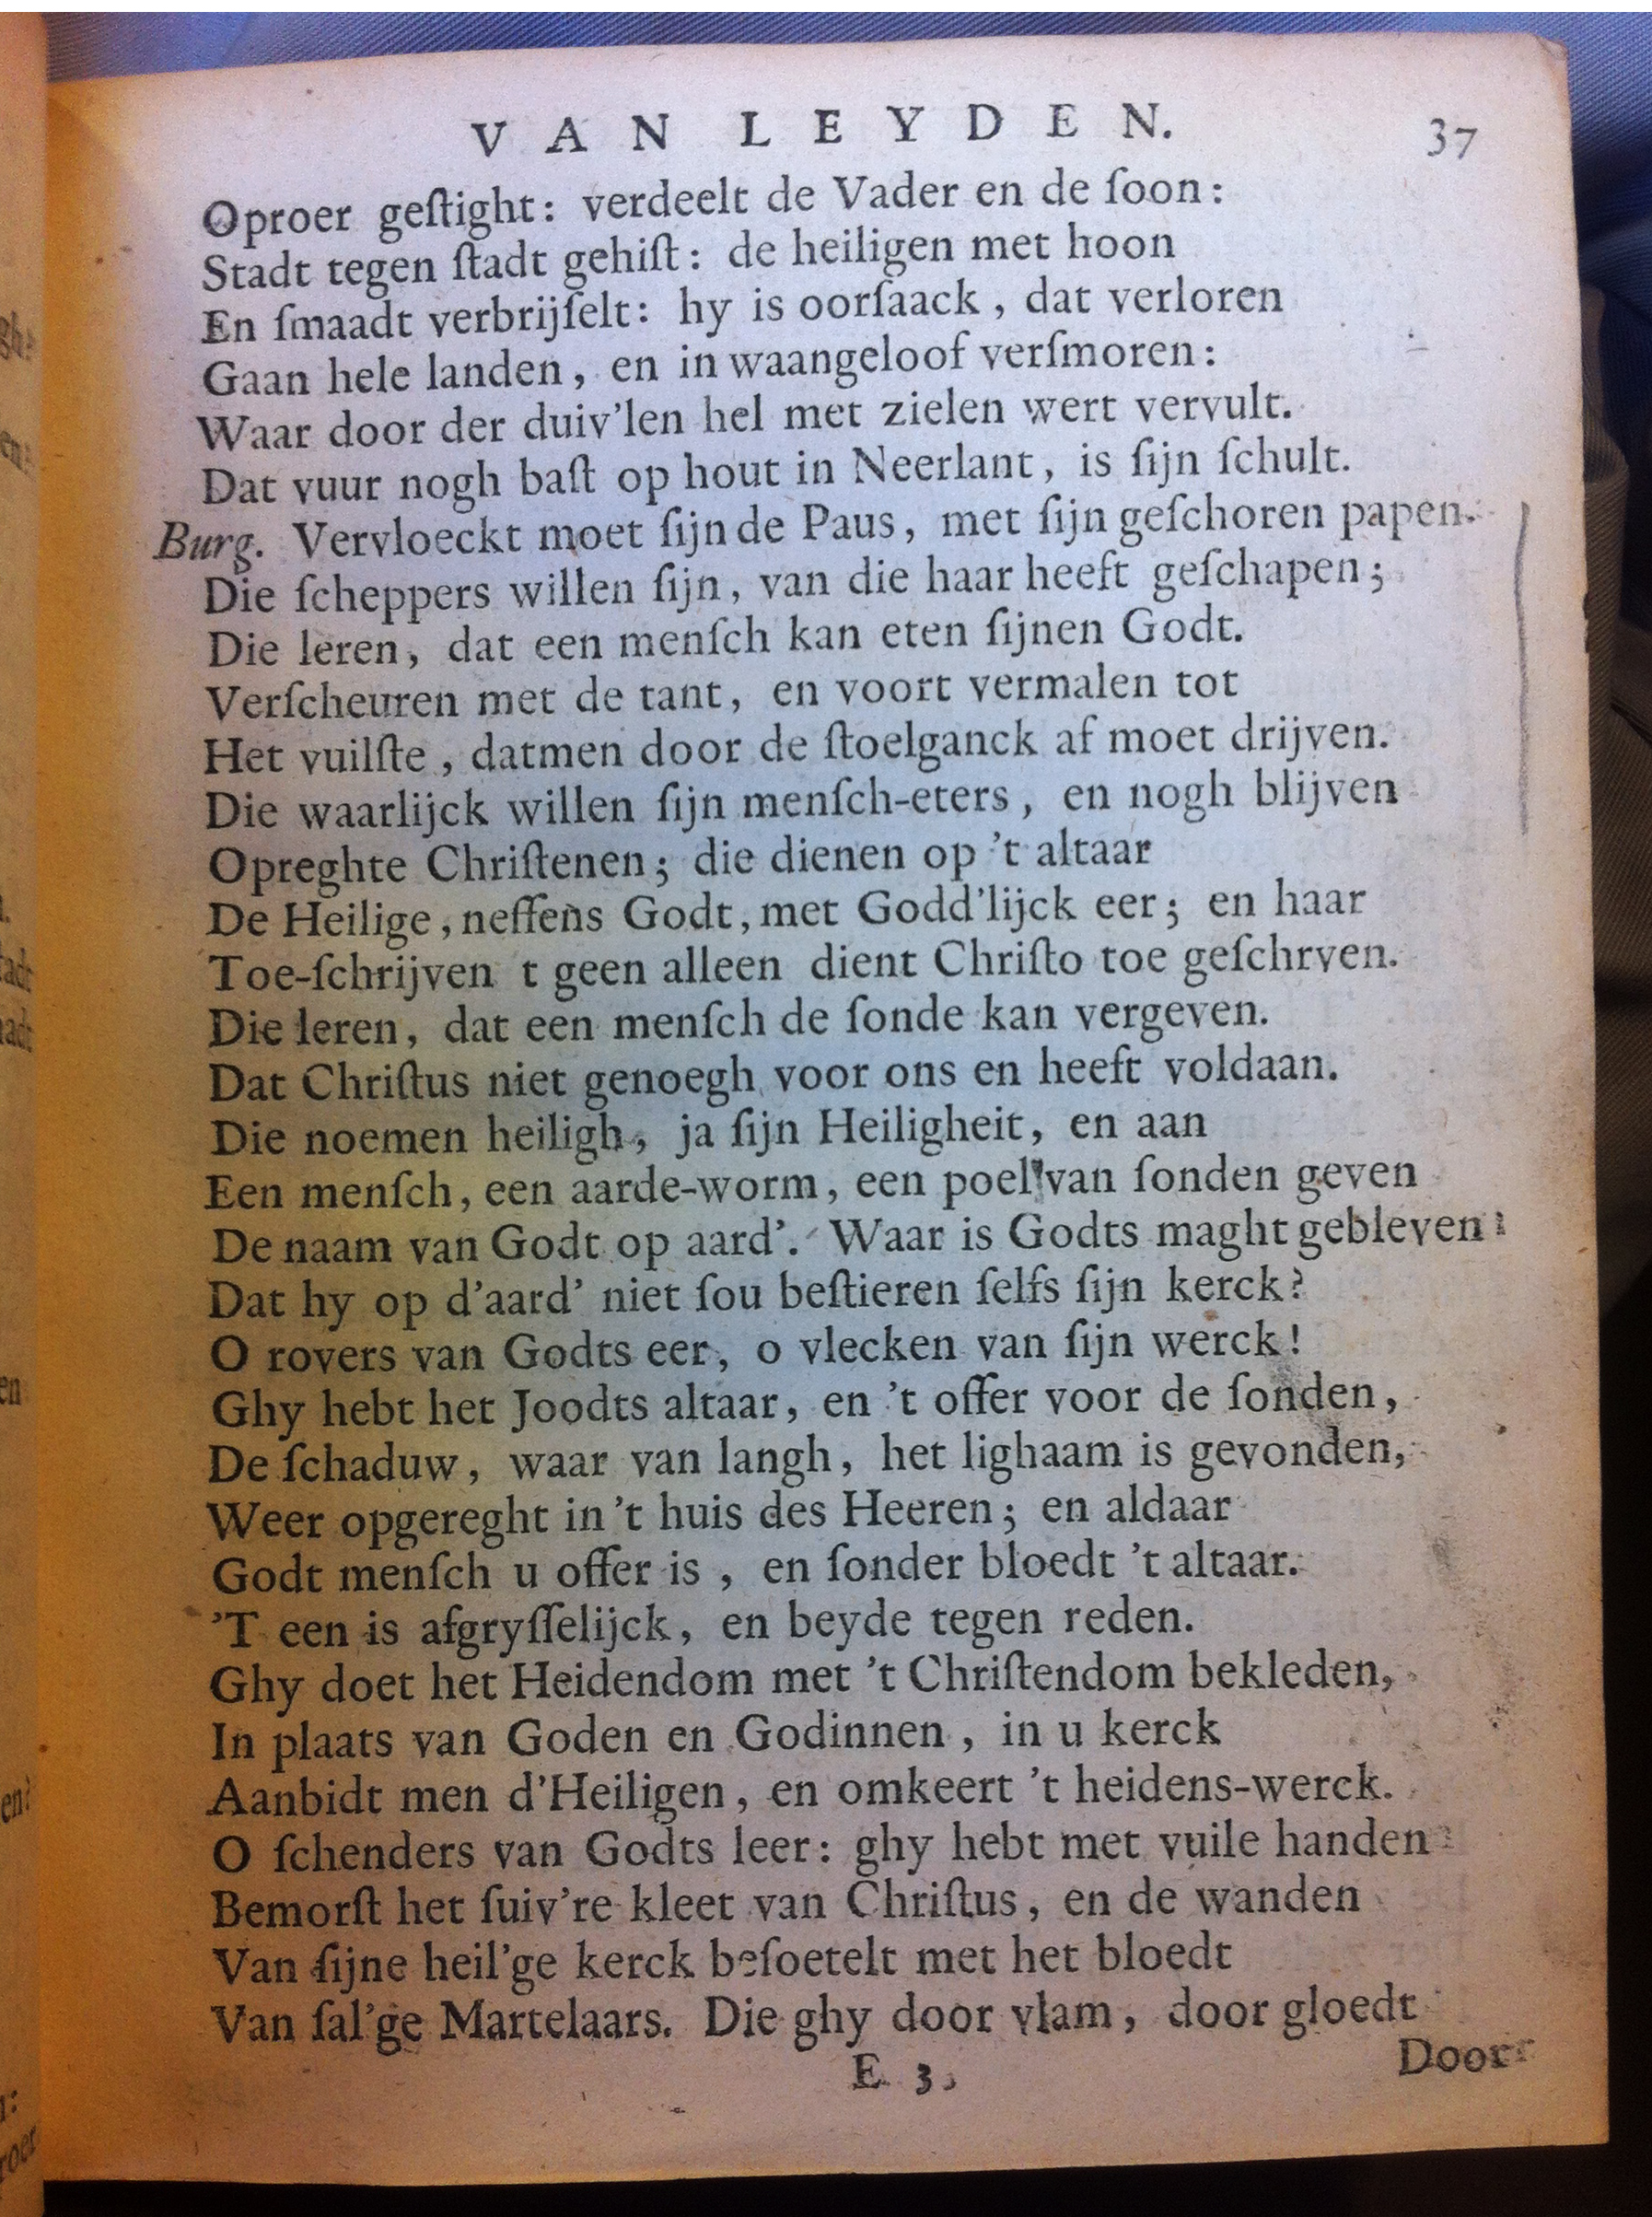 VAN LEYDEN. 37
Oproer geſtight: verdeelt de Vader en de ſoon:
Stadt tegen ſtadt gehiſt: de heiligen met hoon
En ſmaadt verbrijſelt: hy is oorſaack, dat verloren
Gaan hele landen, en in waangeloof verſmoren:
Waar door der duiv'len hel met zielen wert vervult.
Dat vuur nogh baſt op hout in Neerlant, is ſijn ſchult.
Burg. Vervloeckt moet ſijn de Paus, met ſijn geſchoren papen.
Die ſcheppers willen ſijn, van die haar heeft geſchapen;
Die leren, dat een menſch kan eten ſijnen Godt.
Verſcheuren met de tant, en voort vermalen tot
Het vuilſte, datmen door de ſtoelganck af moet drijven.
Die waarlijck willen ſijn menſch-eters, en nogh blijven
Opreghte Chriſtenen; die dienen op 't altaar
De Heilige, neffens Godt, met Godd'lijck eer; en haar
Toe-ſchrijven t geen alleen dient Chriſto toe geſchrven.
Die leren, dat een menſch de ſonde kan vergeven.
Dat Chriſtus niet genoegh voor ons en heeft voldaan.
Die noemen heiligh, ja ſijn Heiligheit, en aan
Een menſch, een aarde-worm, een poel van ſonden geven
De naam van Godt op aard'. Waar is Godts maght gebleven:
Dat hy op d'aard' niet ſou beſtieren ſelfs ſijn kerck?
O rovers van Godts eer, o vlecken van ſijn werck!
Ghy hebt het Joodts altaar, en 't offer voor de ſonden,
De ſchaduw, waar van langh, het lighaam is gevonden,
Weer opgereght in 't huis des Heeren; en aldaar
Godt menſch u offer is, en ſonder bloedt 't altaar.
'T een is afgryſſelijck, en beyde tegen reden.
Ghy doet het Heidendom met 't Chriſtendom bekleden,
In plaats van Goden en Godinnen, in u kerck
Aanbidt men d'Heiligen, en omkeert 't heidens-werck.
O ſchenders van Godts leer: ghy hebt met vuile handen
Bemorſt het ſuiv're kleet van Chriſtus, en de wanden
Van ſijne heil'ge kerck beſoetelt met het bloedt
Van ſal'ge Martelaars. Die ghy door vlam, door gloedt
E 3 Door